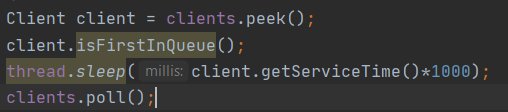 Client client = clients.peek();
client.isFirstInQueue();
thread.sleep( millis: client.getServiceTime()*1000);
clients.poll();